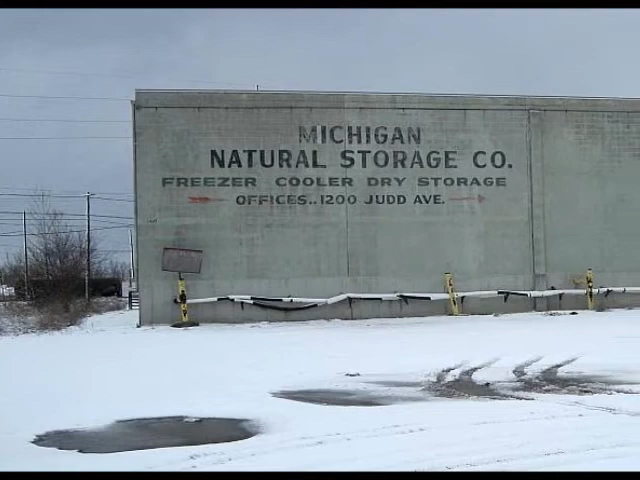 MICHIGAN
NATURAL STORAGE CO.
FREEZER COOLER DRY STORAGE
OFFICES..1200 JUDD AVE.